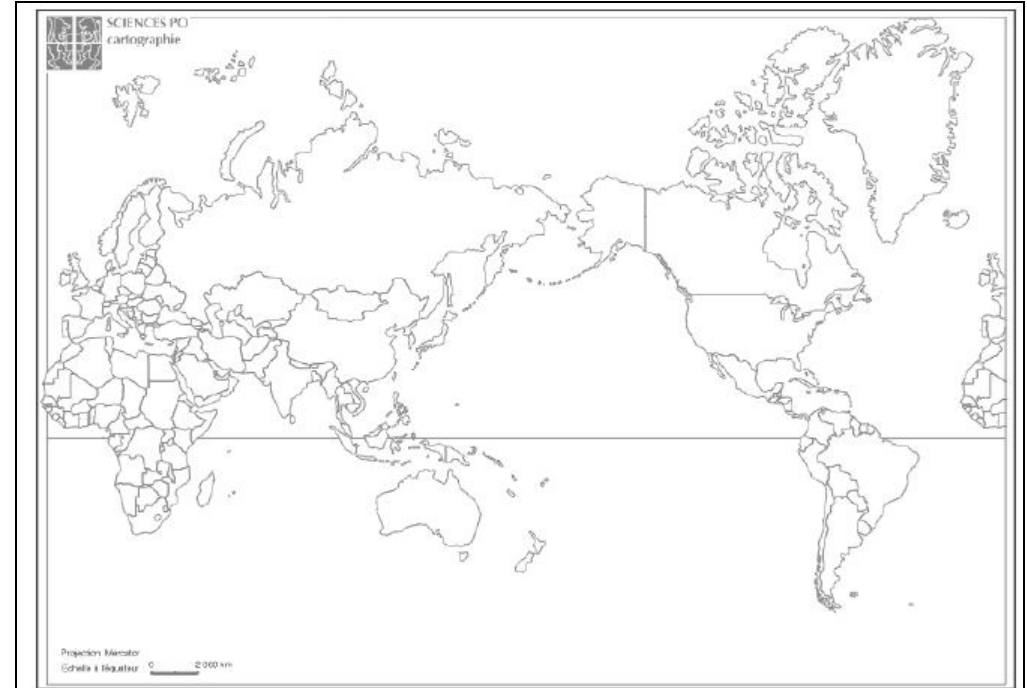 SCIENCES PO
cartographie
Projection Mercator
Echelle à l'équateur 0 2 000 km